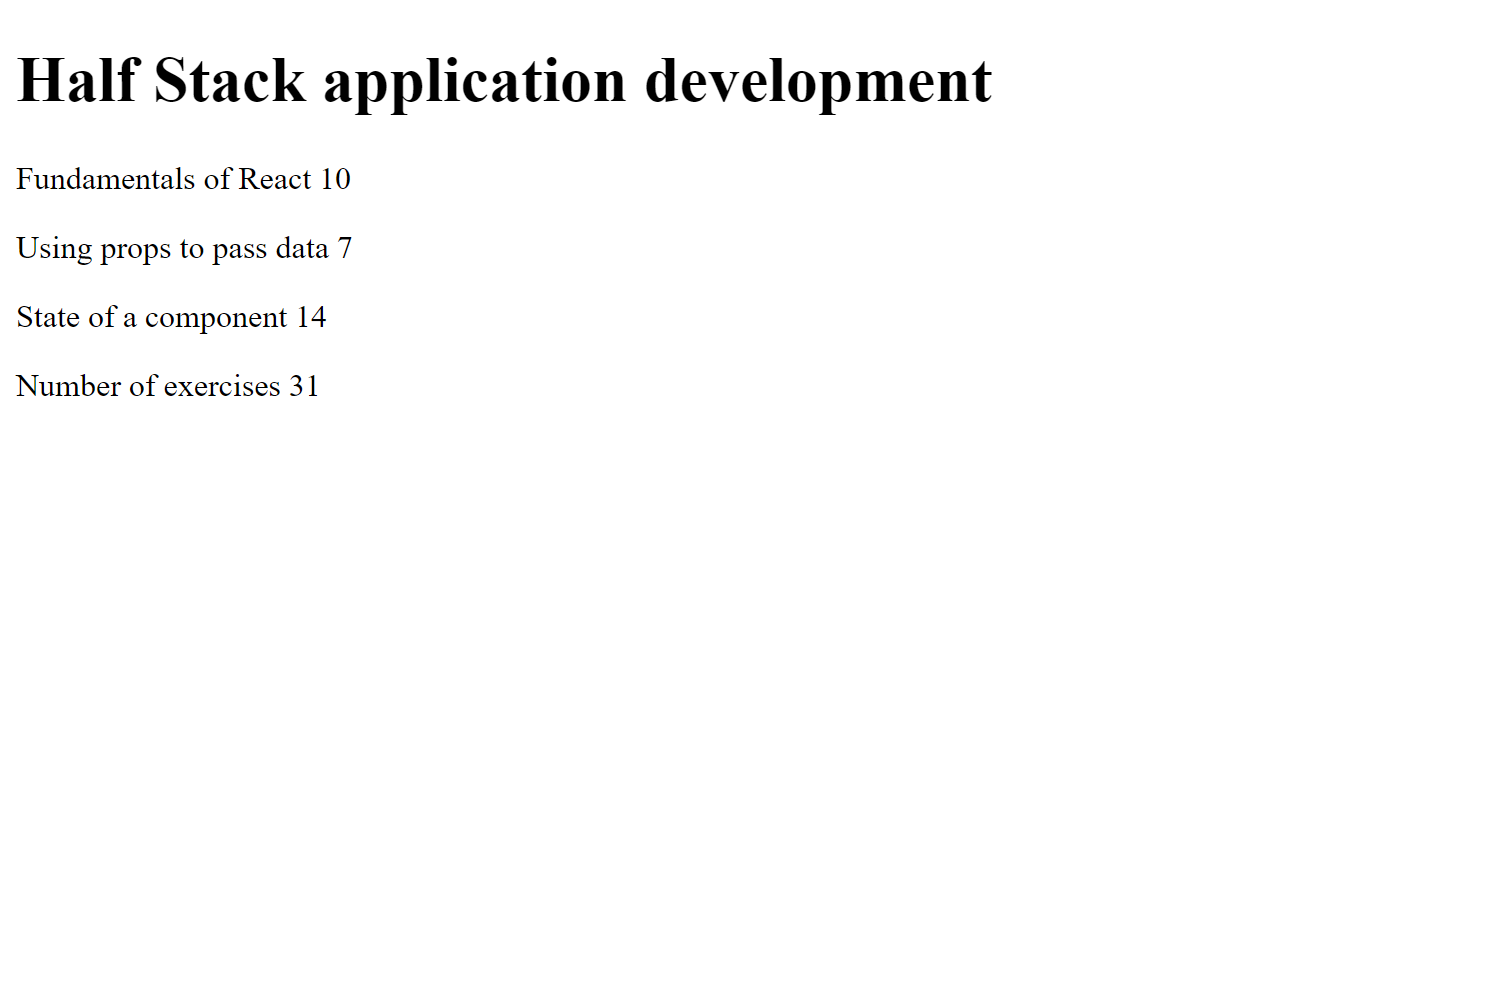 Half Stack application development
Fundamentals of React 10
Using props to pass data 7
State of a component 14
Number of exercises 31